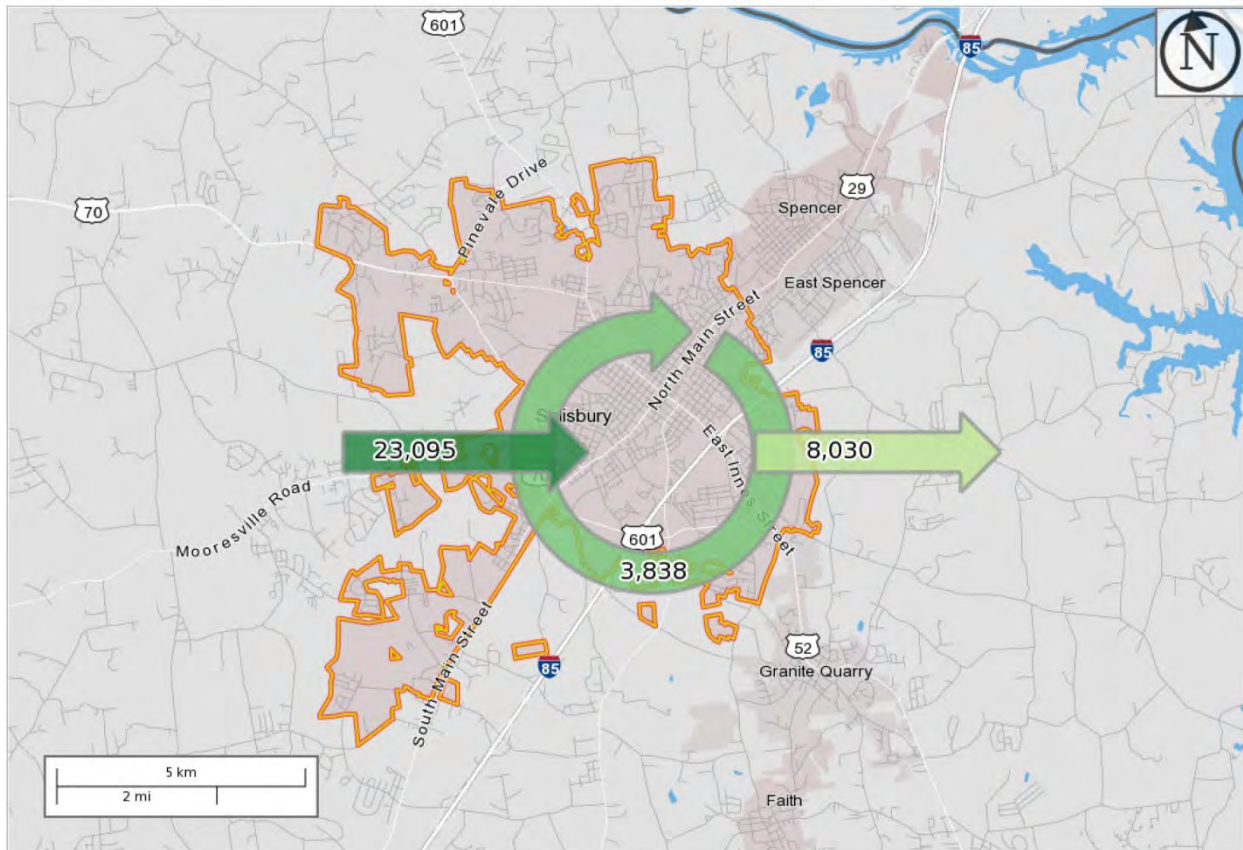 601
85
N
70
Pinevale Drive
29
Spencer
East Spencer
North Main Street
85
Salisbury
23,095
8,030
70
East Innes Street
Mooresville Road
601
3,838
South Main Street
52
85
Granite Quarry
5 km
2 mi
Faith